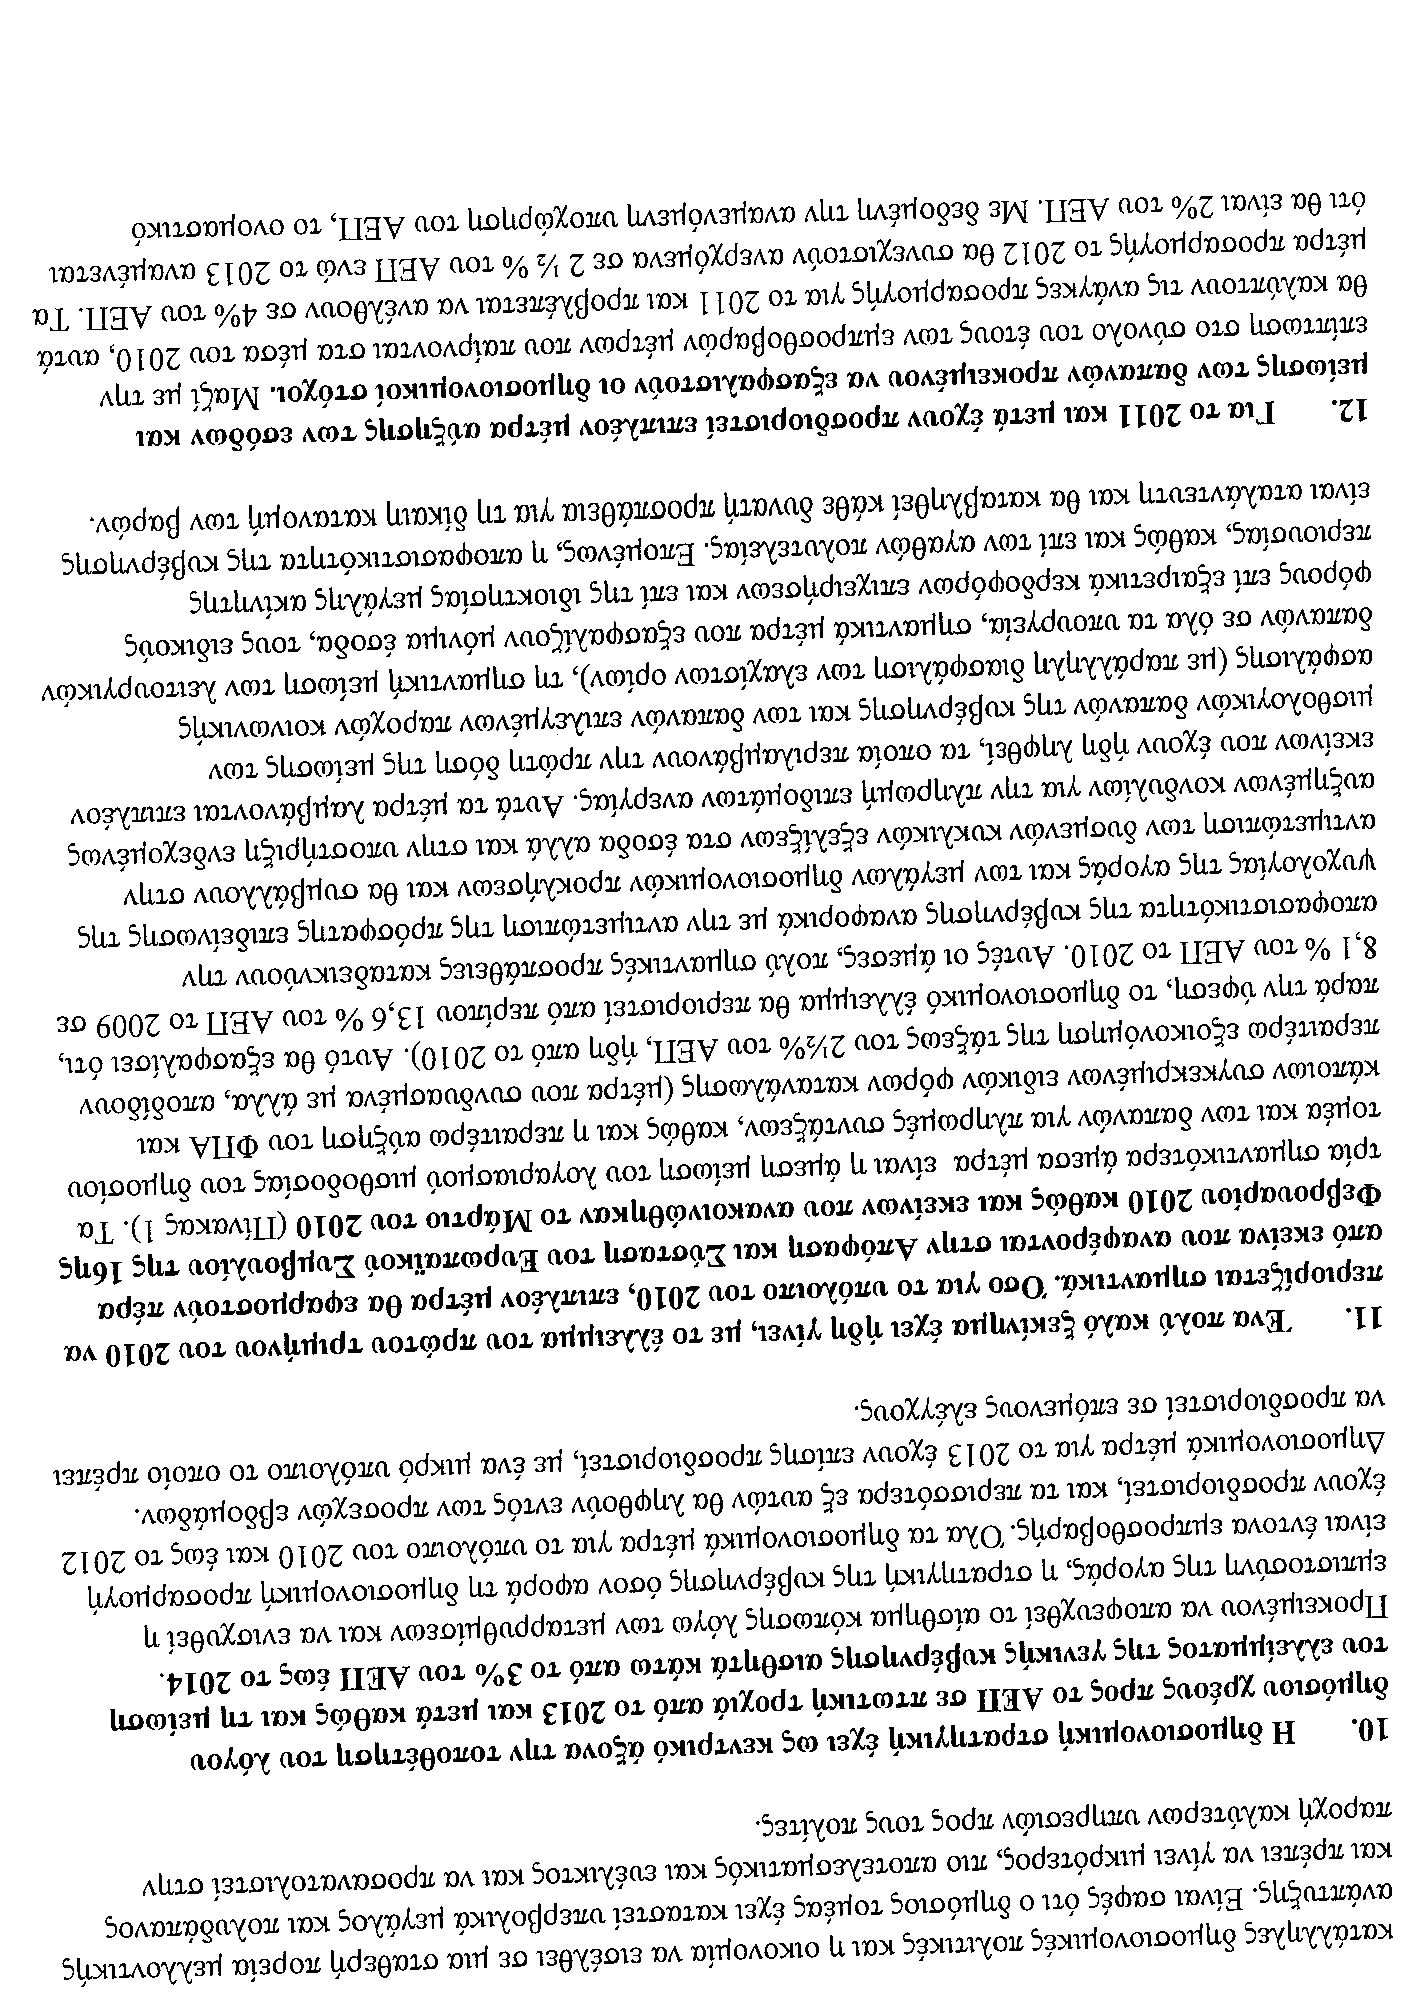 κατάλληλες δημοσιονομικές πολιτικές και η οικονομία να εισέλθει σε μια σταθερή πορεία μελλοντικής
ανάπτυξης. Είναι σαφές ότι ο δημόσιος τομέας έχει καταστεί υπερβολικά μεγάλος και πολυδάπανος
και πρέπει να γίνει μικρότερος, πιο αποτελεσματικός και ευέλικτος και να προσανατολιστεί στην
παροχή καλύτερων υπηρεσιών προς τους πολίτες.
10. Η δημοσιονομική στρατηγική έχει ως κεντρικό άξονα την τοποθέτηση του λόγου
δημόσιου χρέους προς το ΑΕΠ σε πτωτική τροχιά από το 2013 και μετά καθώς και τη μείωση
του ελλείμματος της γενικής κυβέρνησης αισθητά κάτω από το 3% του ΑΕΠ έως το 2014.
Προκειμένου να αποφευχθεί το αίσθημα κόπωσης λόγω των μεταρρυθμίσεων και να ενισχυθεί η
εμπιστοσύνη της αγοράς, η στρατηγική της κυβέρνησης όσον αφορά τη δημοσιονομική προσαρμογή
είναι έντονα εμπροσθοβαρής. Όλα τα δημοσιονομικά μέτρα για το υπόλοιπο του 2010 και έως το 2012
έχουν προσδιοριστεί, και τα περισσότερα εξ αυτών θα ληφθούν εντός των προσεχών εβδομάδων.
Δημοσιονομικά μέτρα για το 2013 έχουν επίσης προσδιοριστεί, με ένα μικρό υπόλοιπο το οποίο πρέπει
να προσδιοριστεί σε επόμενους ελέγχους.
11. Ένα πολύ καλό ξεκίνημα έχει ήδη γίνει, με το έλλειμμα του πρώτου τριμήνου του 2010 να
περιορίζεται σημαντικά. Όσο για το υπόλοιπο του 2010, επιπλέον μέτρα θα εφαρμοστούν πέρα
από εκείνα που αναφέρονται στην Απόφαση και Σύσταση του Ευρωπαϊκού Συμβουλίου της 16ης
Φεβρουαρίου 2010 καθώς και εκείνων που ανακοινώθηκαν το Μάρτιο του 2010 (Πίνακας 1). Τα
τρία σημαντικότερα άμεσα μέτρα είναι η άμεση μείωση του λογαριασμού μισθοδοσίας του δημοσίου
τομέα και των δαπανών για πληρωμές συντάξεων, καθώς και η περαιτέρω αύξηση του ΦΠΑ και
κάποιων συγκεκριμένων ειδικών φόρων κατανάλωσης (μέτρα που συνδυασμένα με άλλα, αποδίδουν
περαιτέρω εξοικονόμηση της τάξεως του 2½% του ΑΕΠ, ήδη από το 2010). Αυτό θα εξασφαλίσει ότι,
παρά την ύφεση, το δημοσιονομικό έλλειμμα θα περιοριστεί από περίπου 13,6 % του ΑΕΠ το 2009 σε
8,1 % του ΑΕΠ το 2010. Αυτές οι άμεσες, πολύ σημαντικές προσπάθειες καταδεικνύουν την
αποφασιστικότητα της κυβέρνησης αναφορικά με την αντιμετώπιση της πρόσφατης επιδείνωσης της
ψυχολογίας της αγοράς και των μεγάλων δημοσιονομικών προκλήσεων και θα συμβάλλουν στην
αντιμετώπιση των δυσμενών κυκλικών εξελίξεων στα έσοδα αλλά και στην υποστήριξη ενδεχομένως
αυξημένων κονδυλίων για την πληρωμή επιδομάτων ανεργίας. Αυτά τα μέτρα λαμβάνονται επιπλέον
εκείνων που έχουν ήδη ληφθεί, τα οποία περιλαμβάνουν την πρώτη δόση της μείωσης των
μισθολογικών δαπανών της κυβέρνησης και των δαπανών επιλεγμένων παροχών κοινωνικής
ασφάλισης (με παράλληλη διασφάλιση των ελαχίστων ορίων), τη σημαντική μείωση των λειτουργικών
δαπανών σε όλα τα υπουργεία, σημαντικά μέτρα που εξασφαλίζουν μόνιμα έσοδα, τους ειδικούς
φόρους επί εξαιρετικά κερδοφόρων επιχειρήσεων και επί της ιδιοκτησίας μεγάλης ακίνητης
περιουσίας, καθώς και επί των αγαθών πολυτελείας. Επομένως, η αποφασιστικότητα της κυβέρνησης
είναι αταλάντευτη και θα καταβληθεί κάθε δυνατή προσπάθεια για τη δίκαιη κατανομή των βαρών.
12. Για το 2011 και μετά έχουν προσδιοριστεί επιπλέον μέτρα αύξησης των εσόδων και
μείωσης των δαπανών προκειμένου να εξασφαλιστούν οι δημοσιονομικοί στόχοι. Μαζί με την
επίπτωση στο σύνολο του έτους των εμπροσθοβαρών μέτρων που παίρνονται στα μέσα του 2010, αυτά
θα καλύπτουν τις ανάγκες προσαρμογής για το 2011 και προβλέπεται να ανέλθουν σε 4% του ΑΕΠ. Τα
μέτρα προσαρμογής το 2012 θα συνεχιστούν ανερχόμενα σε 2 ½ % του ΑΕΠ ενώ το 2013 αναμένεται
ότι θα είναι 2% του ΑΕΠ. Με δεδομένη την αναμενόμενη υποχώρηση του ΑΕΠ, το ονομαστικό